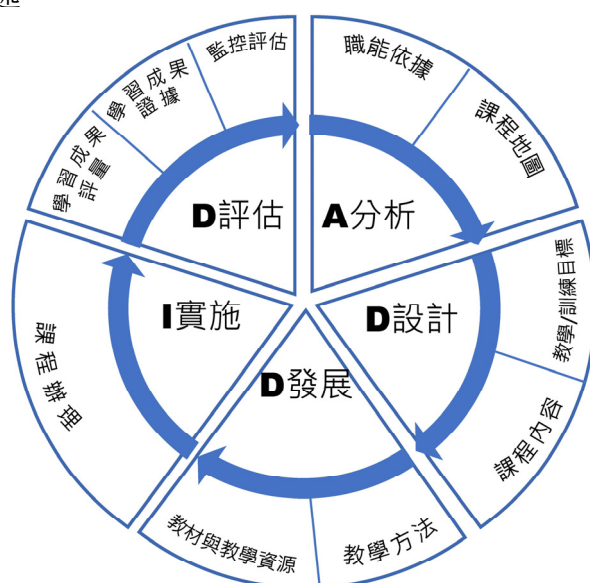 A分析
職能依據
課程地圖
D設計
教學/訓練目標
課程內容
D發展
教學方法
教材與教學資源
I實施
課程辦理
D評估
學習成果
評量
學習成果
證據
監控評估